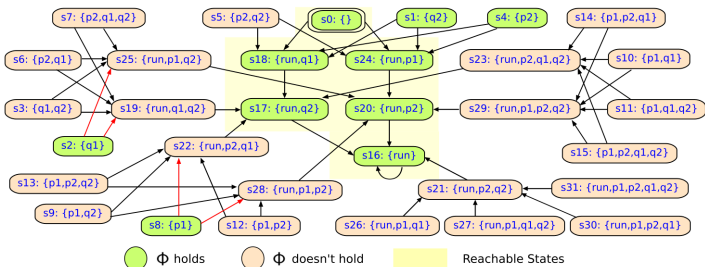 s7: {p2,q1,q2}
s5: {p2,q2}
s0: {}
s1: {q2}
s4: {p2}
s14: {p1,p2,q1}
s6: {p2,q1}
s25: {run,p1,q2}
s18: {run,q1}
s24: {run,p1}
s23: {run,p2,q1,q2}
s10: {p1,q1}
s3: {q1,q2}
s19: {run,q1,q2}
s17: {run,q2}
s20: {run,p2}
s29: {run,p1,p2,q2}
s11: {p1,q1,q2}
s2: {q1}
s22: {run,p2,q1}
s16: {run}
s15: {p1,p2,q1,q2}
s13: {p1,p2,q2}
s28: {run,p1,p2}
s21: {run,p2,q2}
s31: {run,p1,p2,q1,q2}
s9: {p1,q2}
s8: {p1}
s12: {p1,p2}
s26: {run,p1,q1}
s27: {run,p1,q1,q2}
s30: {run,p1,p2,q1}
Φ holds
Φ doesn't hold
Reachable States